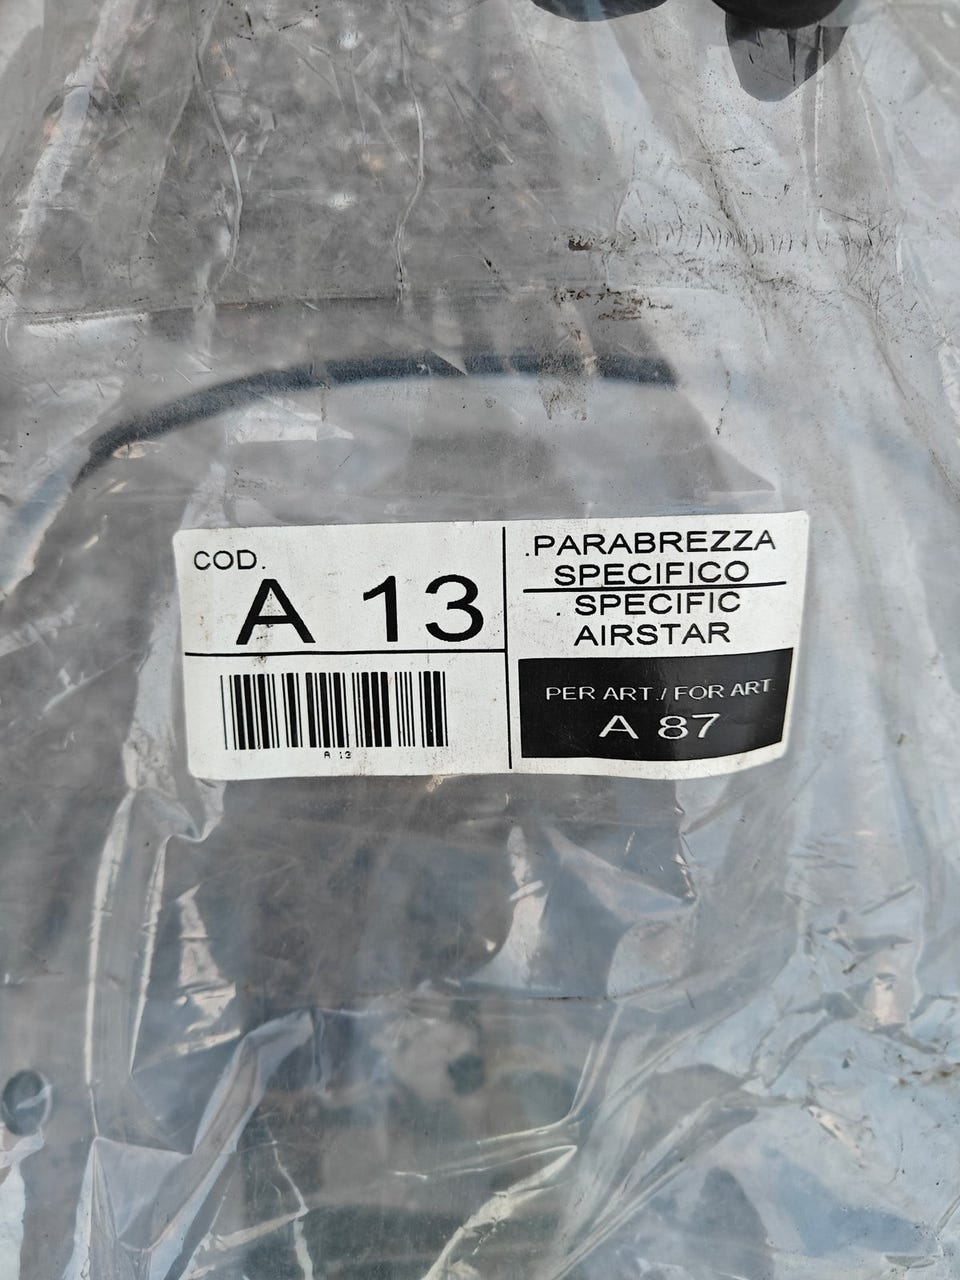 COD.
A 13
A 13
.PARABREZZA
SPECIFICO
. SPECIFIC
AIRSTAR
PER ART./ FOR ART.
A 87